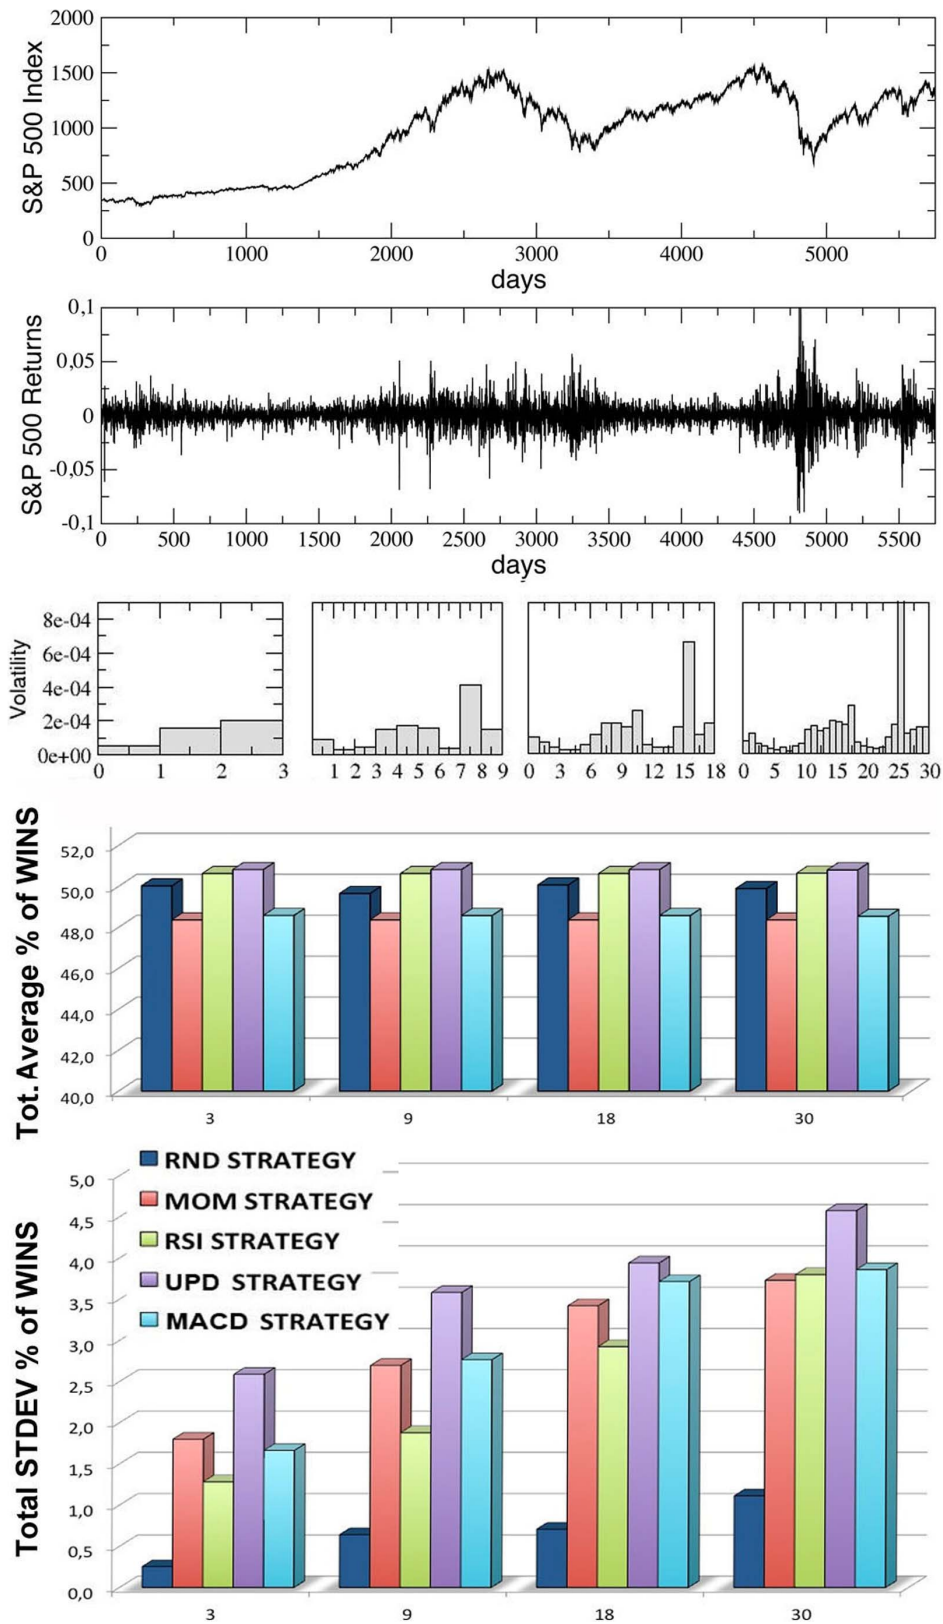 S&P 500 Index
2000
1500
1000
500
0
0 1000 2000 3000 4000 5000
days
S&P 500 Returns
0,1
0,05
0
-0.05
-0,1
0 500 1000 1500 2000 2500 3000 3500 4000 4500 5000 5500
days
Volatility
8e-04
6e-04
4e-04
2e-04
0e+00
0 1 2 3
1 2 3 4 5 6 7 8 9
0 3 6 9 12 15 18
0 5 10 15 20 25 30
Tot. Average % of WINS
52,0
50,0
48,0
46,0
44,0
42,0
40,0
3 9 18 30
Total STDEV % of WINS
5,0
4,5
4,0
3,5
3,0
2,5
2,0
1,5
1,0
0,5
0,0
RND STRATEGY
MOM STRATEGY
RSI STRATEGY
UPD STRATEGY
MACD STRATEGY
3 9 18 30